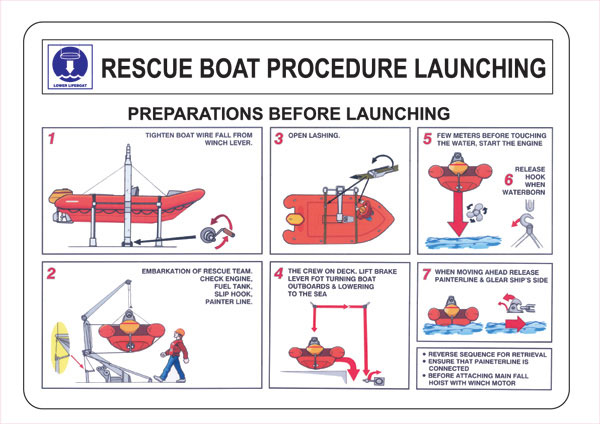 LOWER LIFEBOAT
RESCUE BOAT PROCEDURE LAUNCHING
PREPARATIONS BEFORE LAUNCHING
1
TIGHTEN BOAT WIRE FALL FROM
WINCH LEVER.
2
EMBARKATION OF RESCUE TEAM.
CHECK ENGINE,
FUEL TANK,
SLIP HOOK,
PAINTER LINE.
3
OPEN LASHING.
4
THE CREW ON DECK. LIFT BRAKE
LEVER FOT TURNING BOAT
OUTBOARDS & LOWERING
TO THE SEA
5
FEW METERS BEFORE TOUCHING
THE WATER, START THE ENGINE
6
RELEASE
HOOK
WHEN
WATERBORN
7
WHEN MOVING AHEAD RELEASE
PAINTERLINE & GLEAR SHIP'S SIDE
• REVERSE SEQUENCE FOR RETRIEVAL
• ENSURE THAT PAINETERLINE IS
CONNECTED
• BEFORE ATTACHING MAIN FALL
HOIST WITH WINCH MOTOR